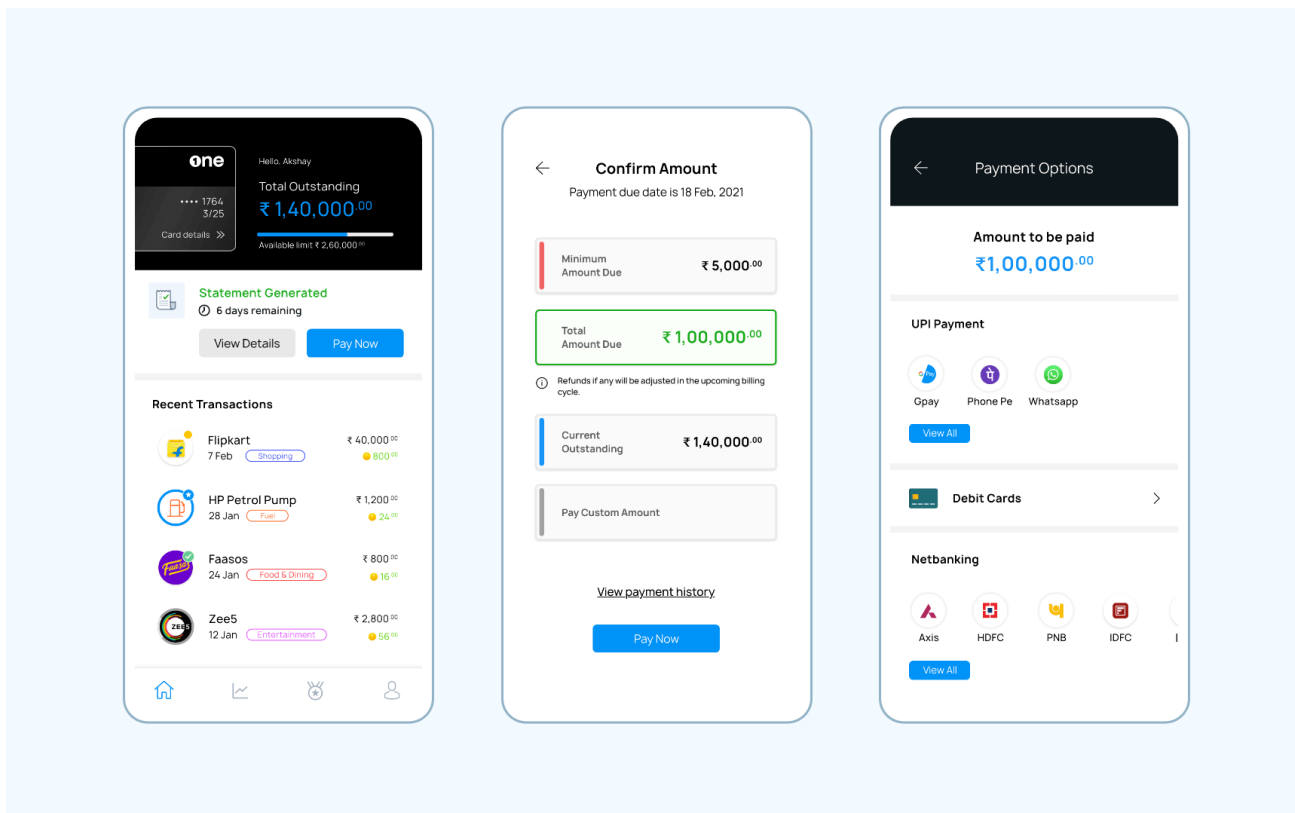 one
Hello, Akshay
Total Outstanding
₹ 1,40,000.00
•••• 1764
3/25
Card details
Available limit ₹ 2,60,000.00
Statement Generated
6 days remaining
View Details
Pay Now
Recent Transactions
Flipkart
₹ 40,000.00
7 Feb
Shopping
800.00
HP Petrol Pump
₹ 1,200.00
28 Jan
Fuel
24.00
Faasos
Faasos
₹ 800.00
24 Jan
Food & Dining
16.00
ZEE5
Zee5
₹ 2,800.00
12 Jan
Entertainment
56.00
Confirm Amount
Payment due date is 18 Feb, 2021
Minimum
Amount Due
₹ 5,000.00
Total
Amount Due
₹ 1,00,000.00
Refunds if any will be adjusted in the upcoming billing
cycle.
Current
Outstanding
₹ 1,40,000.00
Pay Custom Amount
View payment history
Pay Now
Payment Options
Amount to be paid
₹1,00,000.00
UPI Payment
G Pay
पे
Gpay
Phone Pe
Whatsapp
View All
Debit Cards
Netbanking
Axis
HDFC
PNB
IDFC
View All